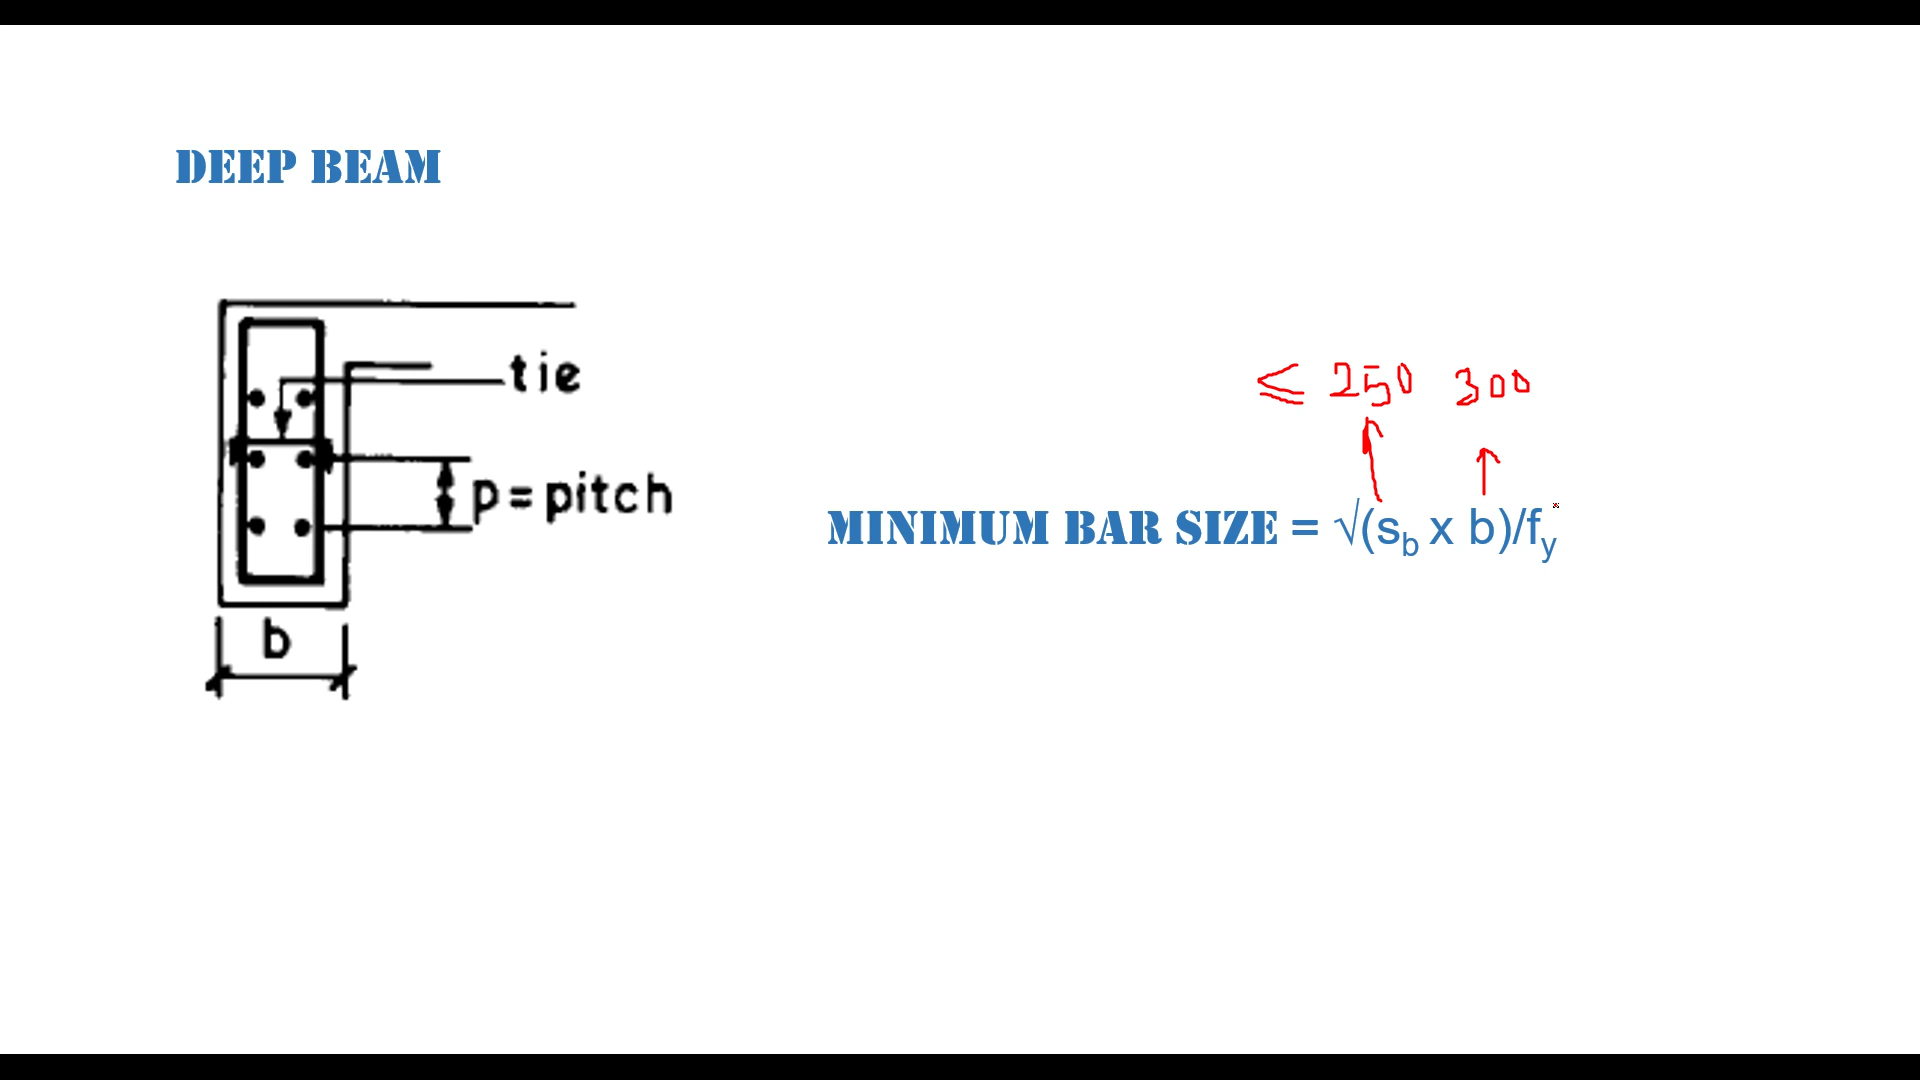 DEEP BEAM
tie
p = pitch
b
≤ 250 300
MINIMUM BAR SIZE = √(sb x b)/fy